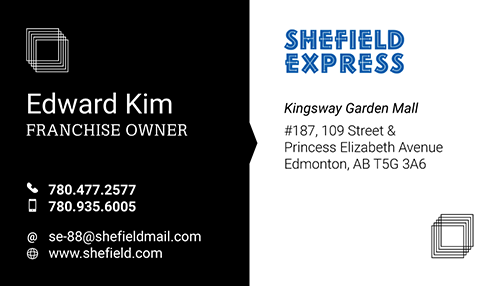 Edward Kim
FRANCHISE OWNER
780.477.2577
780.935.6005
@ se-88@shefieldmail.com
www.shefield.com
SHEFIELD
EXPRESS
Kingsway Garden Mall
#187, 109 Street &
Princess Elizabeth Avenue
Edmonton, AB T5G 3A6